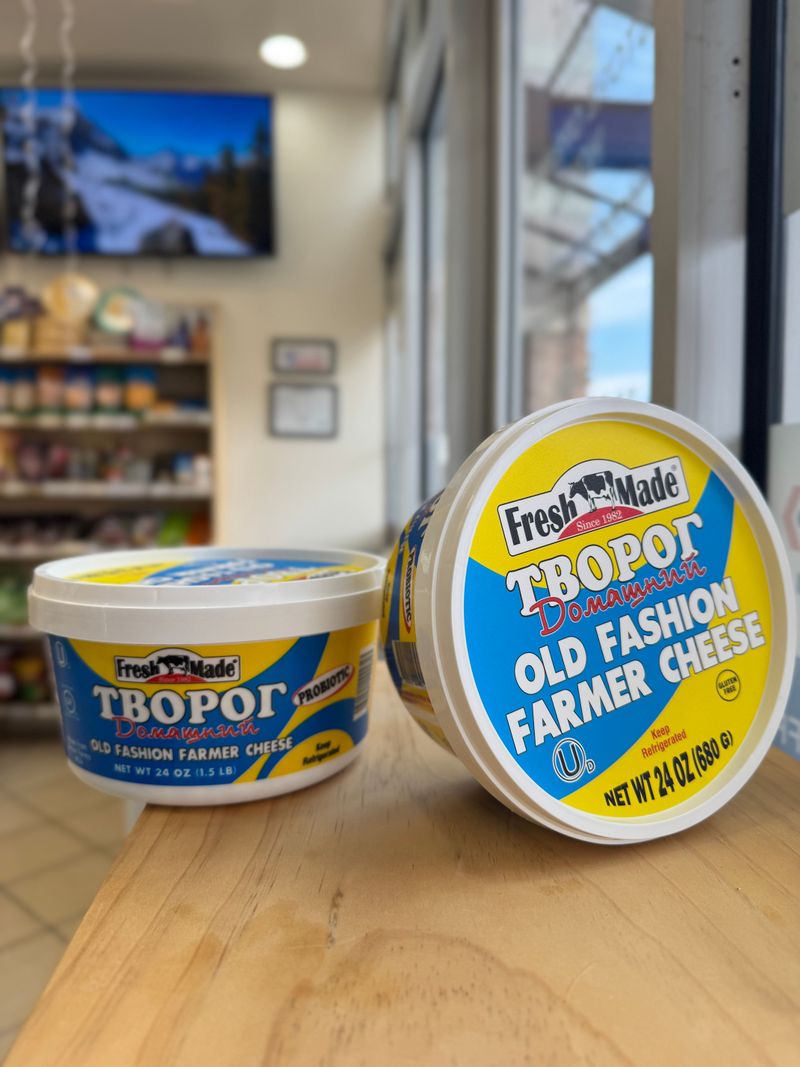 Fresh Made
Since 1982
ТВОРОГ
Домашний
PROBIOTIC
OLD FASHION FARMER CHEESE
NET WT 24 OZ (1.5 LB)
Keep
Refrigerated
PROBIOTIC
Fresh Made®
Since 1982
ТВОРОГ
Домашний
OLD FASHION
FARMER CHEESE
GLUTEN
FREE
U D
Keep
Refrigerated
NET WT 24 OZ (680 G)